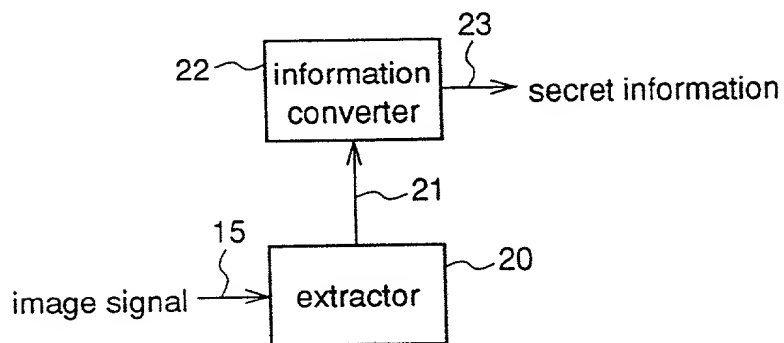 23
22
information
converter
secret information
21
15
20
image signal
extractor